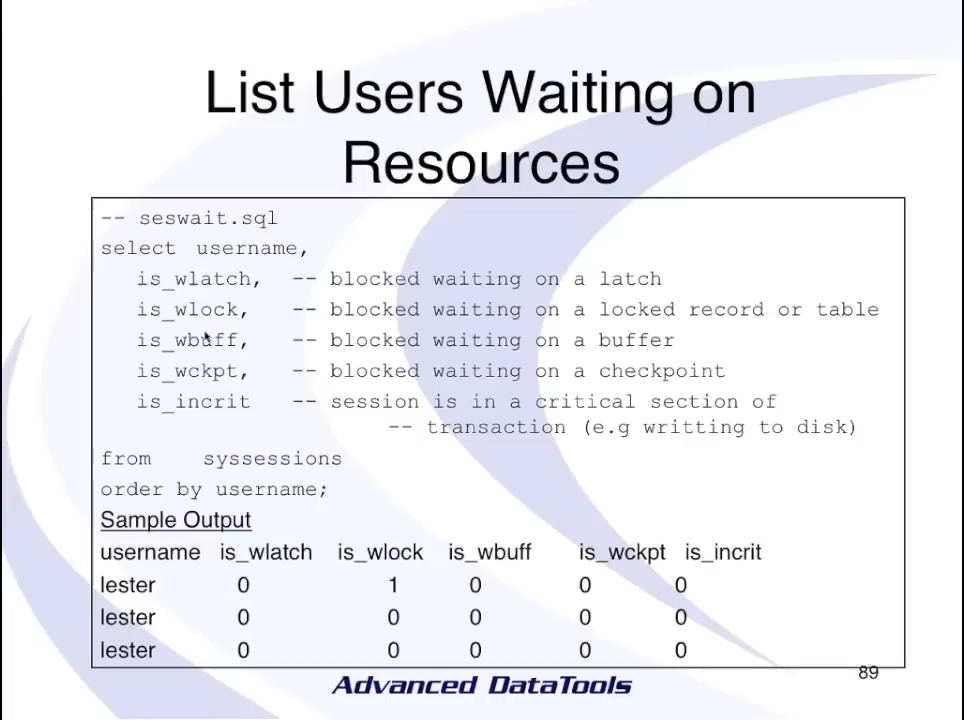 List Users Waiting on
Resources
-- seswait.sql
select username,
is_wlatch, -- blocked waiting on a latch
is_wlock, -- blocked waiting on a locked record or table
is_wbuff, -- blocked waiting on a buffer
is_wckpt, -- blocked waiting on a checkpoint
is_incrit -- session is in a critical section of
-- transaction (e.g writting to disk)
from syssessions
order by username;
Sample Output
username is_wlatch is_wlock is_wbuff is_wckpt is_incrit
lester 0 1 0 0 0
lester 0 0 0 0 0
lester 0 0 0 0 0
89
Advanced DataTools